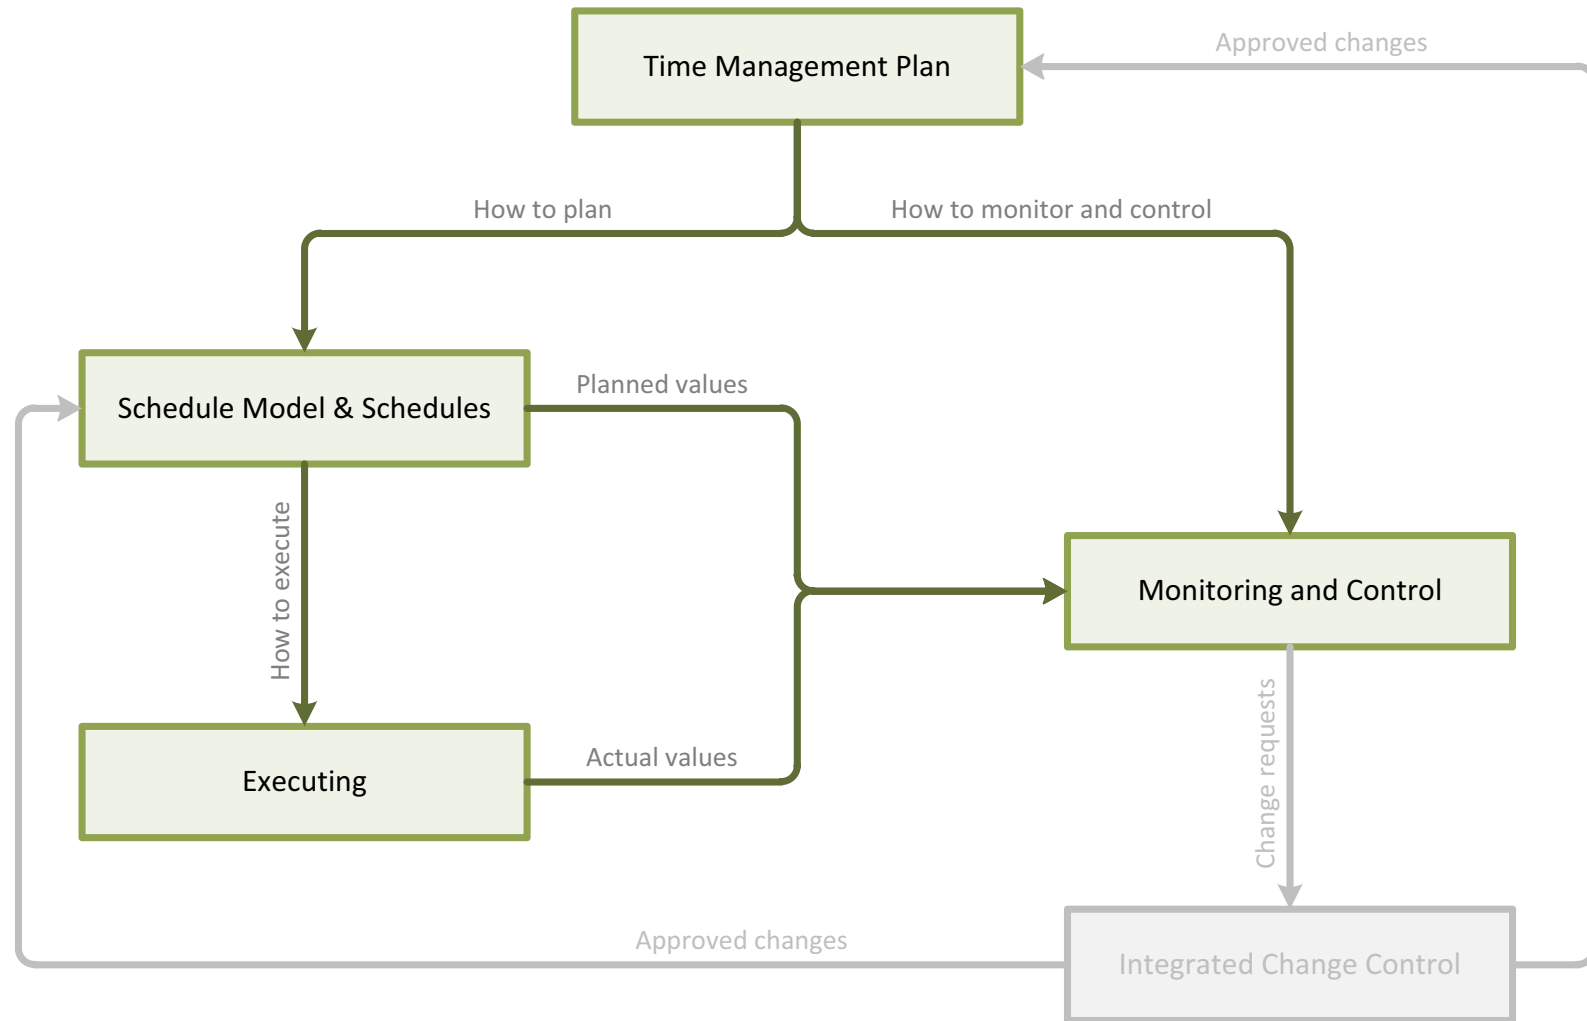 Time Management Plan
Approved changes
How to plan
How to monitor and control
Schedule Model & Schedules
Planned values
How to execute
Monitoring and Control
Executing
Actual values
Change requests
Approved changes
Integrated Change Control